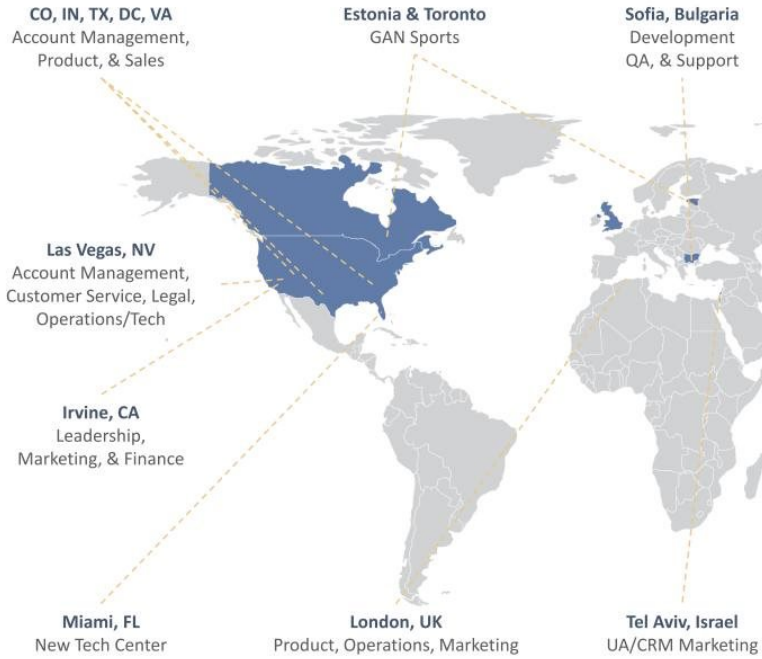 CO, IN, TX, DC, VA
Account Management,
Product, & Sales
Estonia & Toronto
GAN Sports
Sofia, Bulgaria
Development
QA, & Support
Las Vegas, NV
Account Management,
Customer Service, Legal,
Operations/Tech
Irvine, CA
Leadership,
Marketing, & Finance
Miami, FL
New Tech Center
London, UK
Product, Operations, Marketing
Tel Aviv, Israel
UA/CRM Marketing